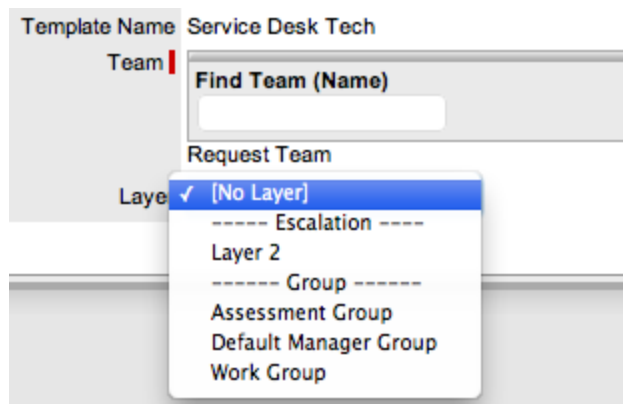 Template Name Service Desk Tech
Team
Find Team (Name)
Request Team
Laye
[No Layer]
----- Escalation ----
Layer 2
------ Group ------
Assessment Group
Default Manager Group
Work Group